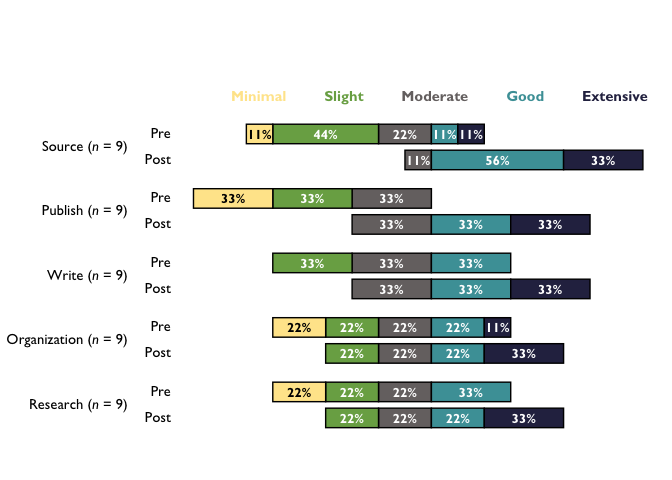 Minimal Slight Moderate Good Extensive
Source (n = 9)
Pre 11% 44% 22% 11% 11%
Post 11% 56% 33%
Publish (n = 9)
Pre 33% 33% 33%
Post 33% 33% 33%
Write (n = 9)
Pre 33% 33% 33%
Post 33% 33% 33%
Organization (n = 9)
Pre 22% 22% 22% 22% 11%
Post 22% 22% 22% 33%
Research (n = 9)
Pre 22% 22% 22% 33%
Post 22% 22% 22% 33%